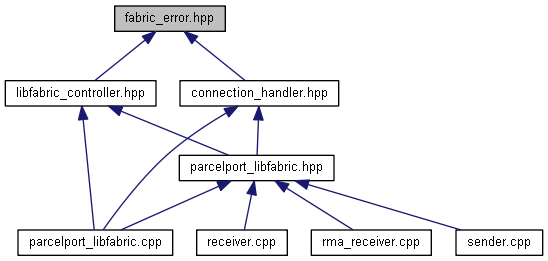 fabric_error.hpp
libfabric_controller.hpp
connection_handler.hpp
parcelport_libfabric.hpp
parcelport_libfabric.cpp
receiver.cpp
rma_receiver.cpp
sender.cpp